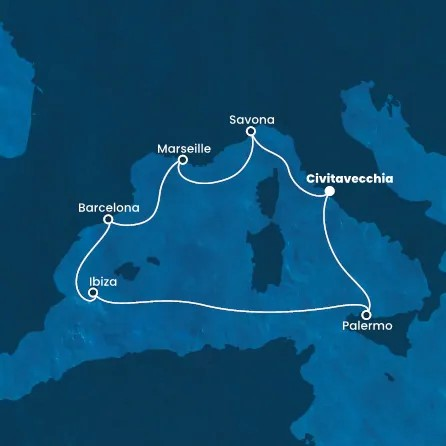 Savona
Marseille
Civitavecchia
Barcelona
Ibiza
Palermo